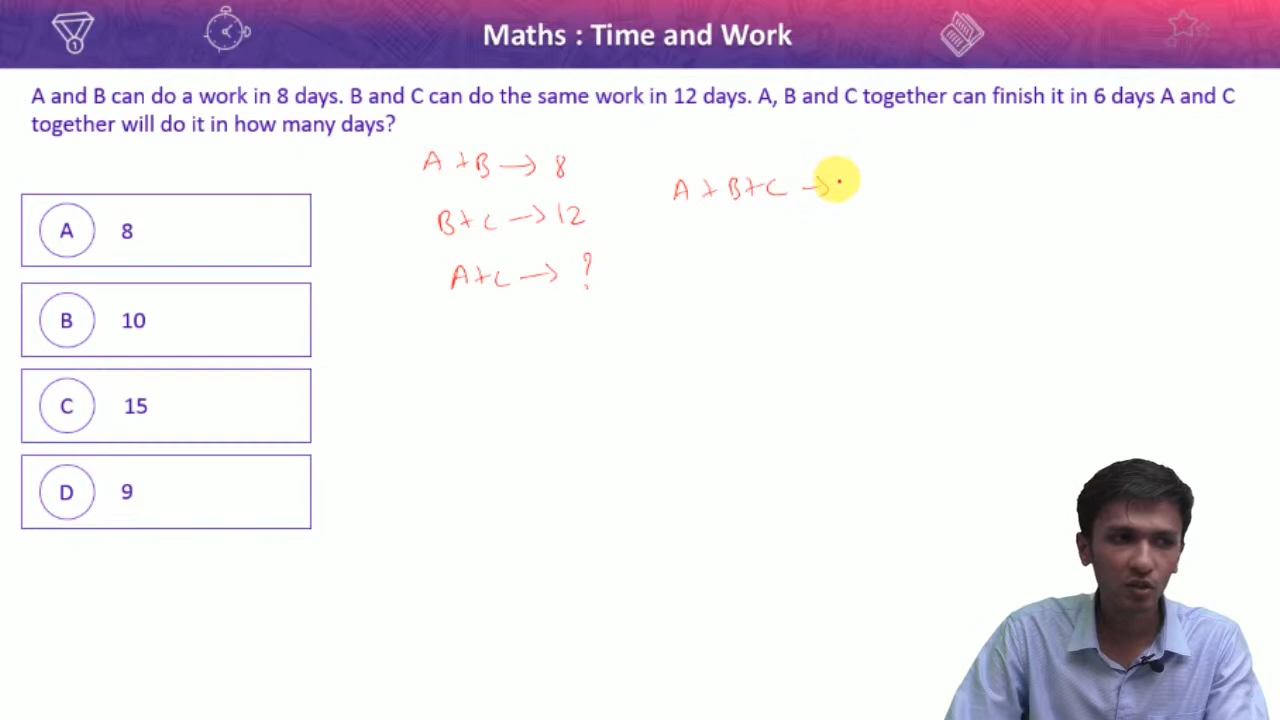 Maths : Time and Work
A and B can do a work in 8 days. B and C can do the same work in 12 days. A, B and C together can finish it in 6 days A and C
together will do it in how many days?
A + B → 8
A + B + C →
B + C → 12
A + C → ?
A 8
B 10
C 15
D 9